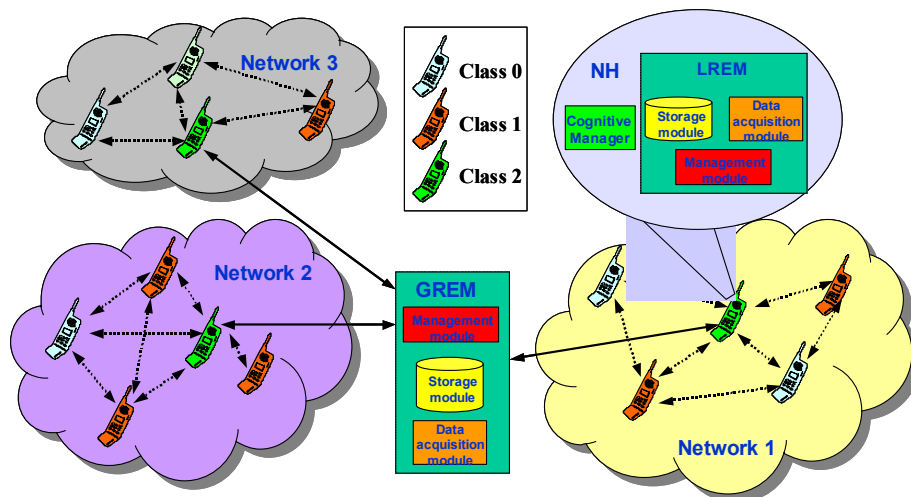 Network 3
Class 0
Class 1
Class 2
NH
LREM
Cognitive
Manager
Storage
module
Data
acquisition
module
Management
module
Network 2
GREM
Management
module
Storage
module
Data
acquisition
module
Network 1